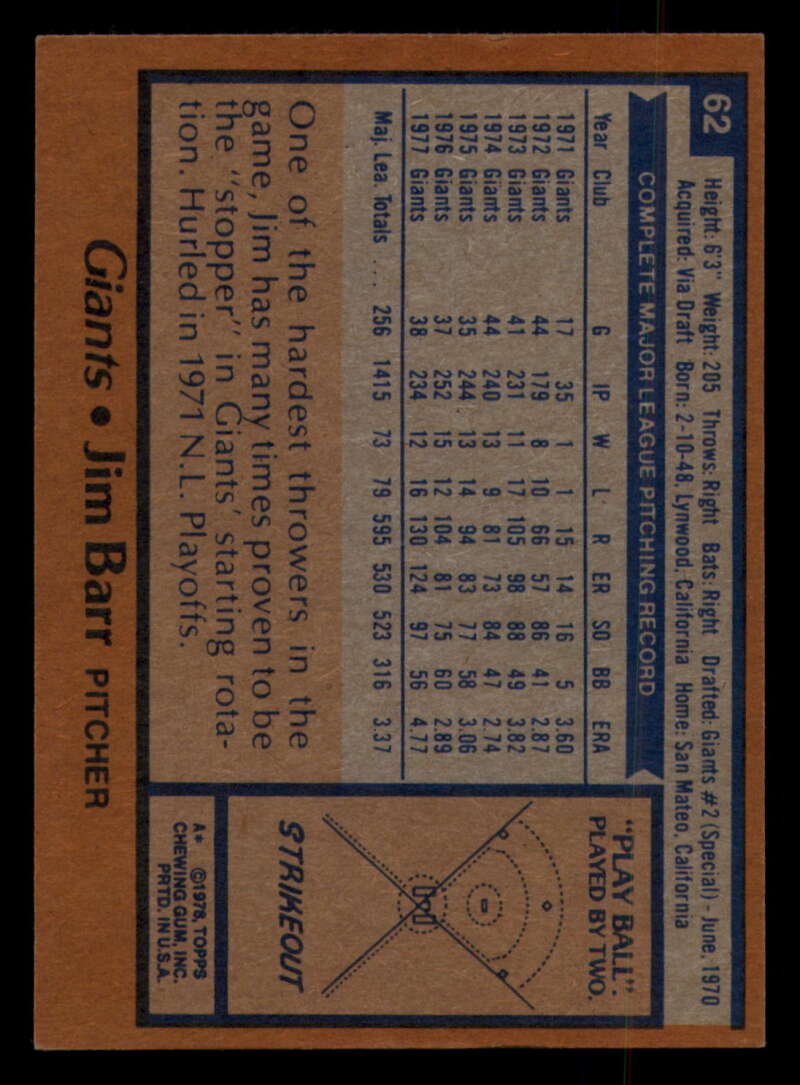 62
Height: 6'3" Weight: 205 Throws: Right Bats: Right Drafted: Giants #2 (Special) - June, 1970
Acquired: Via Draft Born: 2-10-48, Lynwood, California Home: San Mateo, California
COMPLETE MAJOR LEAGUE PITCHING RECORD
Year Club G IP W L R ER SO BB ERA
1971 Giants 17 35 1 1 15 14 16 5 3.60
1972 Giants 44 179 8 10 66 57 86 41 2.87
1973 Giants 41 231 11 17 105 98 88 49 3.82
1974 Giants 44 240 13 9 81 73 84 47 2.74
1975 Giants 35 244 13 14 94 83 77 58 3.06
1976 Giants 37 252 15 12 104 81 75 60 2.89
1977 Giants 38 234 12 16 130 124 97 56 4.77
Maj. Lea. Totals ... 256 1415 73 79 595 530 523 316 3.37
One of the hardest throwers in the
game, Jim has many times proven to be
the "stopper" in Giants' starting rota-
tion. Hurled in 1971 N.L. Playoffs.
"PLAY BALL".
PLAYED BY TWO.
STRIKEOUT
A* ©1978, TOPPS
CHEWING GUM, INC.
PRTD. IN U.S.A.
Giants • Jim Barr PITCHER